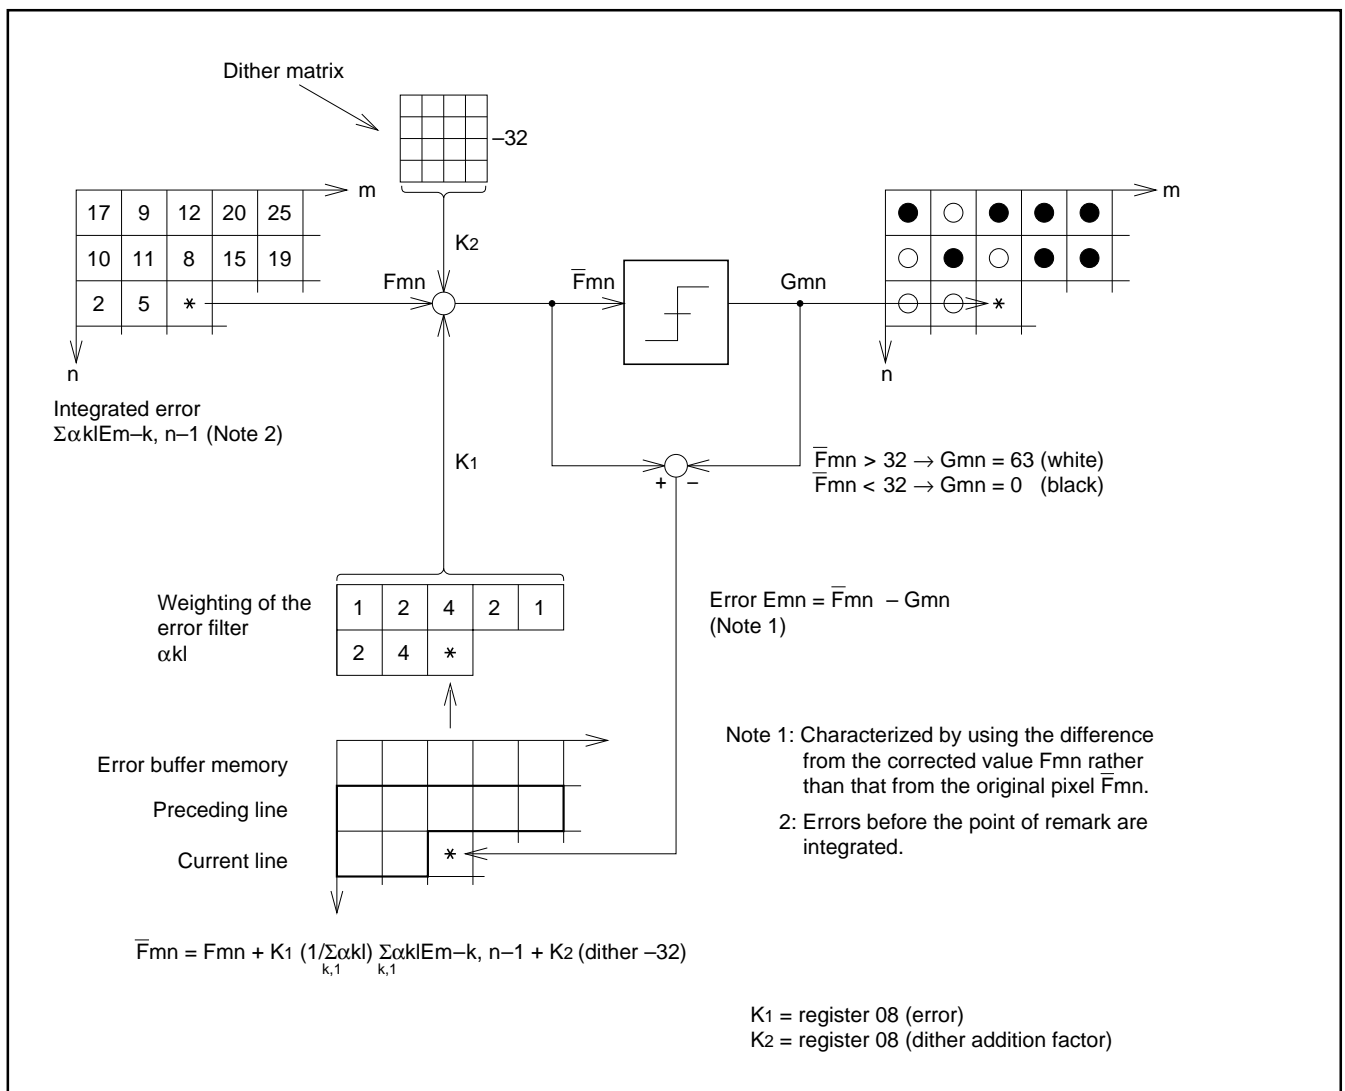 Dither matrix
–32
m
17 9 12 20 25
10 11 8 15 19
2 5 *
n
K2
Fmn
F̅mn
Gmn
m
*
n
Integrated error
ΣαklEm–k, n–1 (Note 2)
K1
+ –
F̅mn > 32 → Gmn = 63 (white)
F̅mn < 32 → Gmn = 0 (black)
Weighting of the
error filter
αkl
1 2 4 2 1
2 4 *
Error Emn = F̅mn – Gmn
(Note 1)
Error buffer memory
Preceding line
Current line
*
Note 1: Characterized by using the difference
from the corrected value Fmn rather
than that from the original pixel F̅mn.
2: Errors before the point of remark are
integrated.
F̅mn = Fmn + K1 (1/Σαkl) ΣαklEm–k, n–1 + K2 (dither –32)
k,1 k,1
K1 = register 08 (error)
K2 = register 08 (dither addition factor)